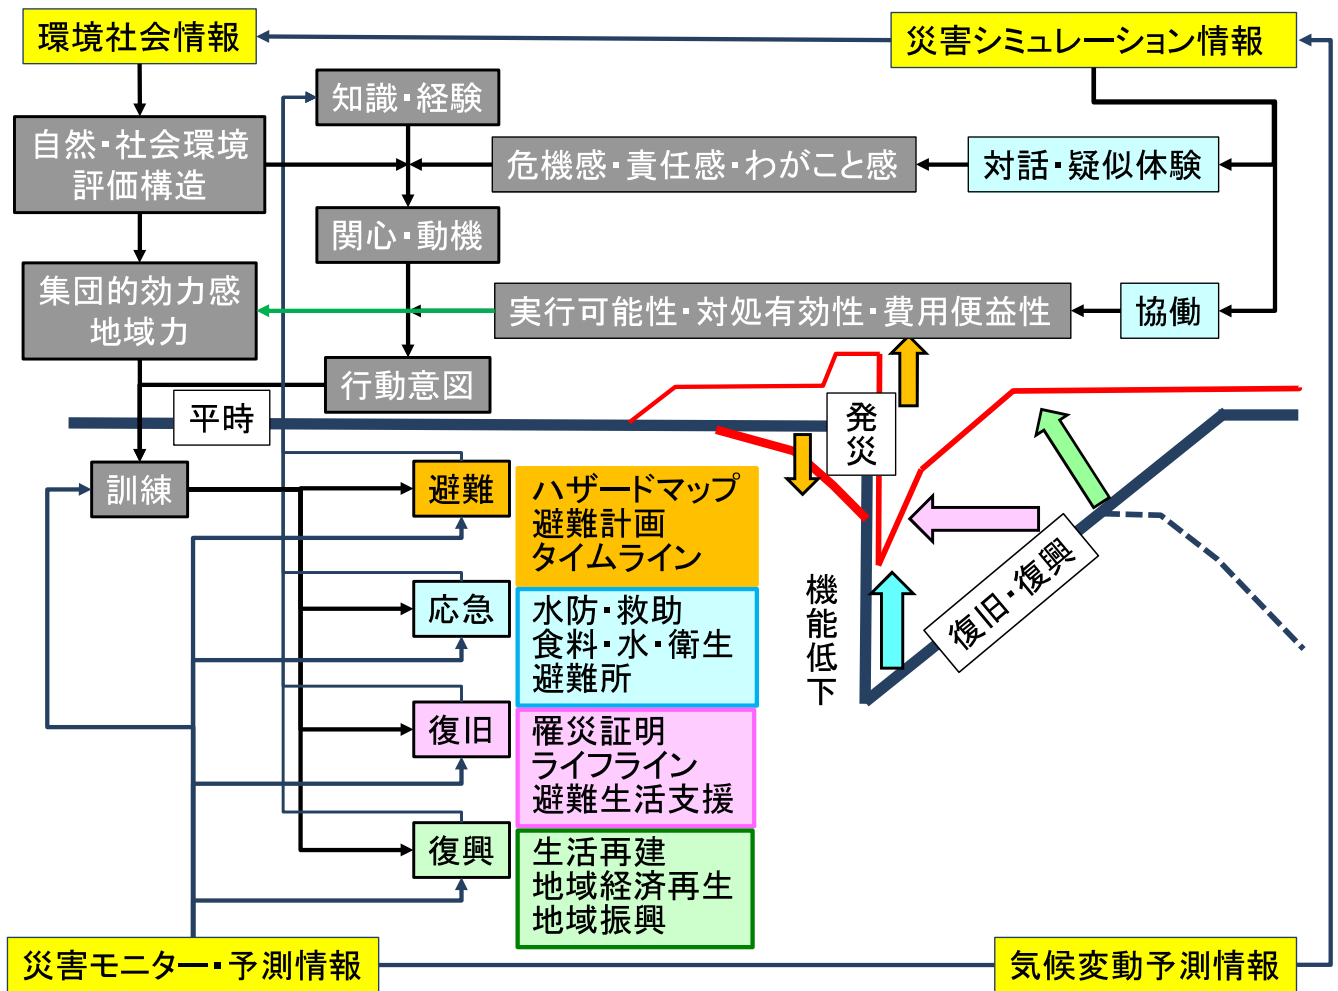 環境社会情報
災害シミュレーション情報
知識・経験
自然・社会環境
評価構造
危機感・責任感・わがこと感
対話・疑似体験
関心・動機
集団的効力感
地域力
実行可能性・対処有効性・費用便益性
協働
行動意図
平時
発災
訓練
避難
ハザードマップ
避難計画
タイムライン
応急
水防・救助
食料・水・衛生
避難所
機能低下
復旧・復興
復旧
罹災証明
ライフライン
避難生活支援
復興
生活再建
地域経済再生
地域振興
災害モニター・予測情報
気候変動予測情報